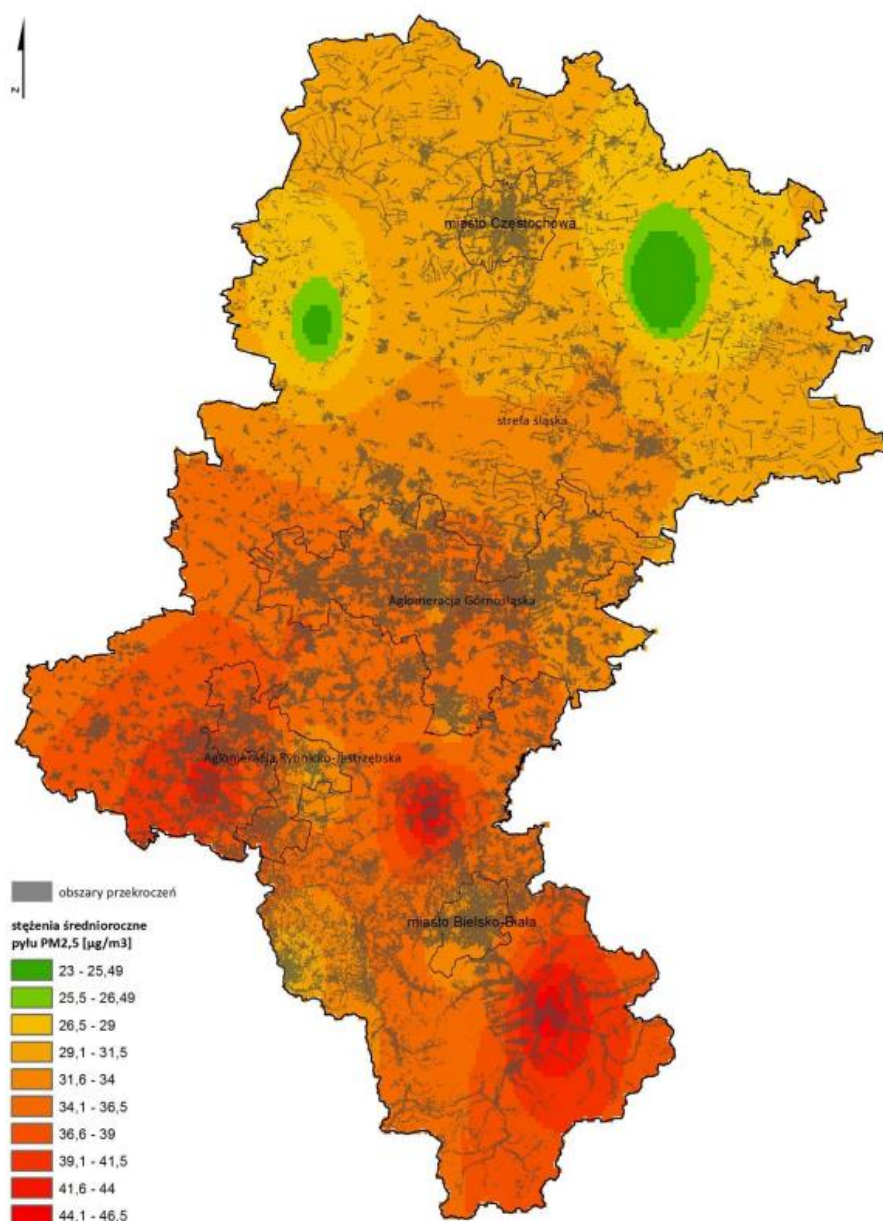 z
miasto Częstochowa
strefa śląska
Aglomeracja Górnośląska
Aglomeracja Rybnicko-Jastrzębska
miasto Bielsko-Biała
obszary przekroczeń
stężenia średnioroczne
pyłu PM2,5 [µg/m3]
23 - 25,49
25,5 - 26,49
26,5 - 29
29,1 - 31,5
31,6 - 34
34,1 - 36,5
36,6 - 39
39,1 - 41,5
41,6 - 44
44,1 - 46,5